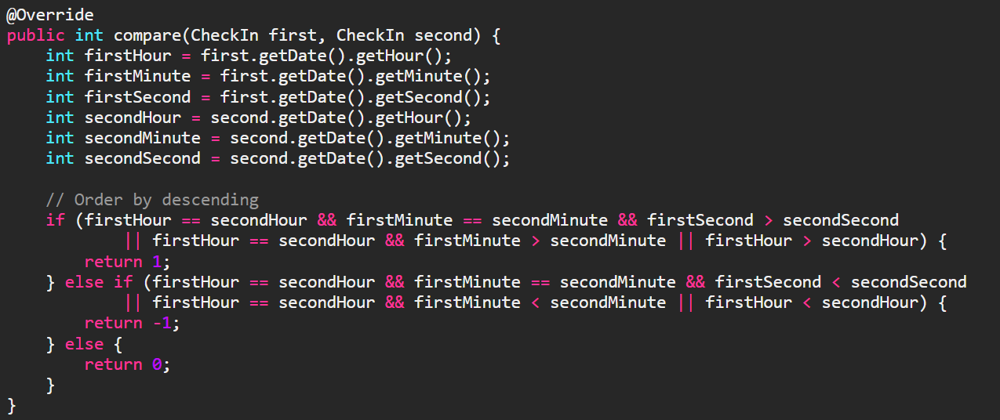 @Override
public int compare(CheckIn first, CheckIn second) {
    int firstHour = first.getDate().getHour();
    int firstMinute = first.getDate().getMinute();
    int firstSecond = first.getDate().getSecond();
    int secondHour = second.getDate().getHour();
    int secondMinute = second.getDate().getMinute();
    int secondSecond = second.getDate().getSecond();

    // Order by descending
    if (firstHour == secondHour && firstMinute == secondMinute && firstSecond > secondSecond
            || firstHour == secondHour && firstMinute > secondMinute || firstHour > secondHour) {
        return 1;
    } else if (firstHour == secondHour && firstMinute == secondMinute && firstSecond < secondSecond
            || firstHour == secondHour && firstMinute < secondMinute || firstHour < secondHour) {
        return -1;
    } else {
        return 0;
    }
}